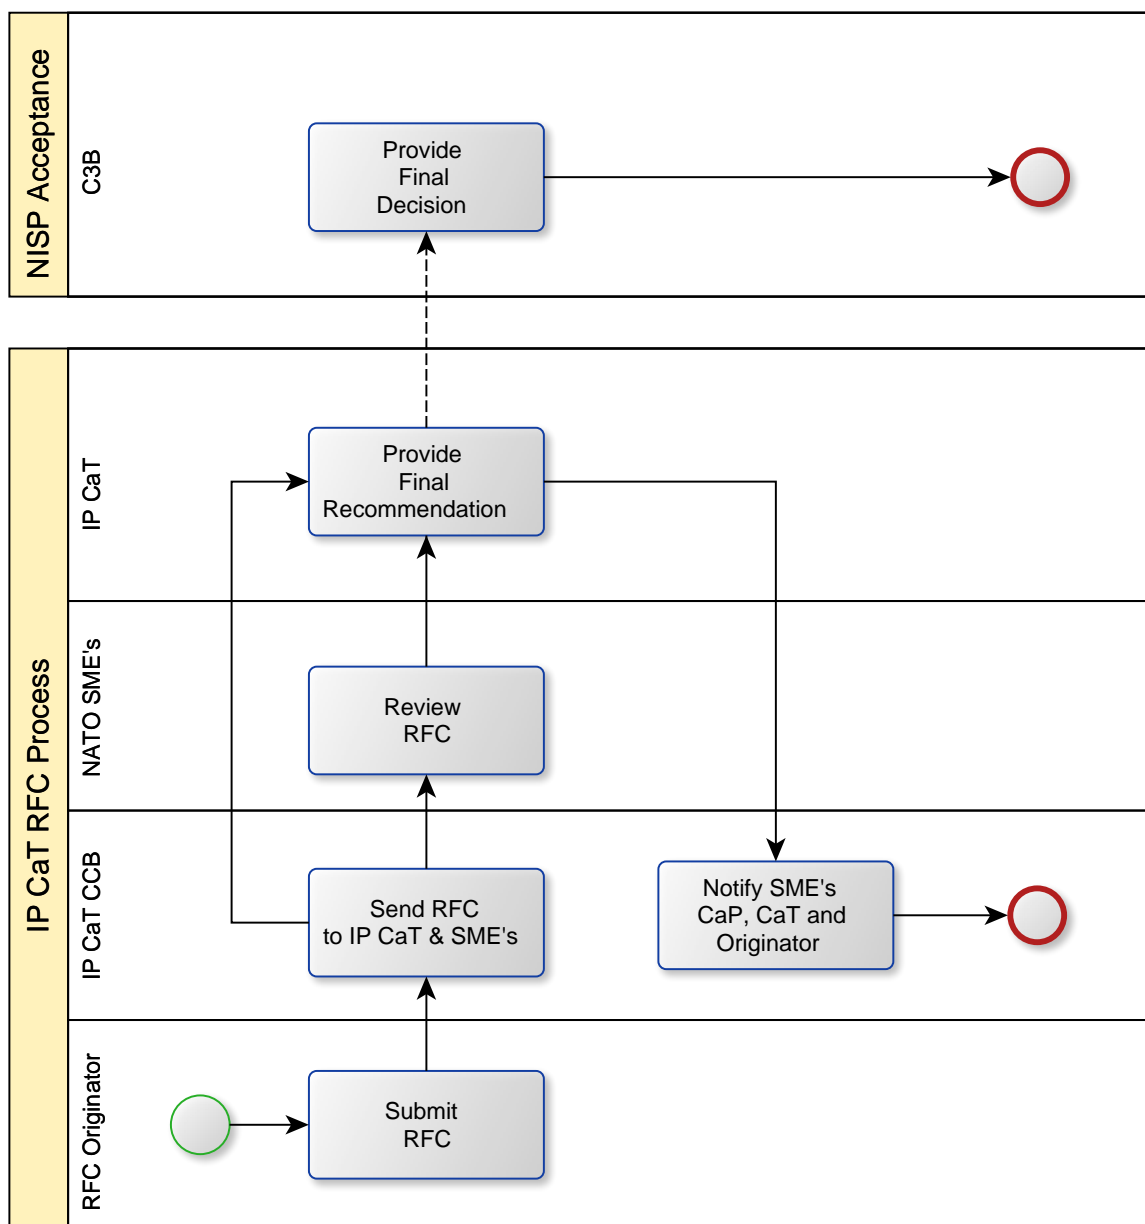 NISP Acceptance
C3B
Provide
Final
Decision
IP CaT RFC Process
IP CaT
Provide
Final
Recommendation
NATO SME's
Review
RFC
IP CaT CCB
Send RFC
to IP CaT & SME's
Notify SME's
CaP, CaT and
Originator
RFC Originator
Submit
RFC